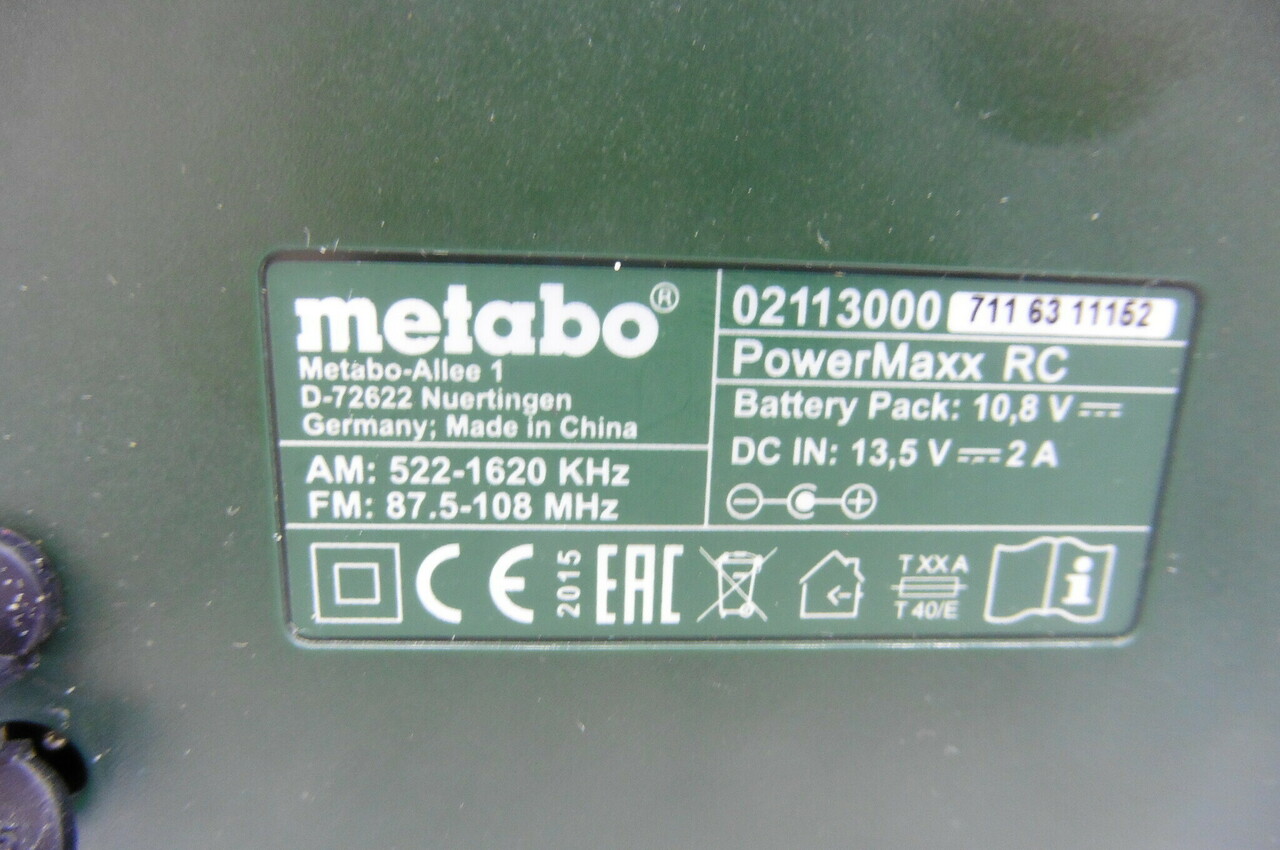 metabo®
Metabo-Allee 1
D-72622 Nuertingen
Germany; Made in China
AM: 522-1620 KHz
FM: 87.5-108 MHz
02113000 711 63 11152
PowerMaxx RC
Battery Pack: 10,8 V
DC IN: 13,5 V 2 A
CE 2015 EAC
T XX A
T 40/E
i